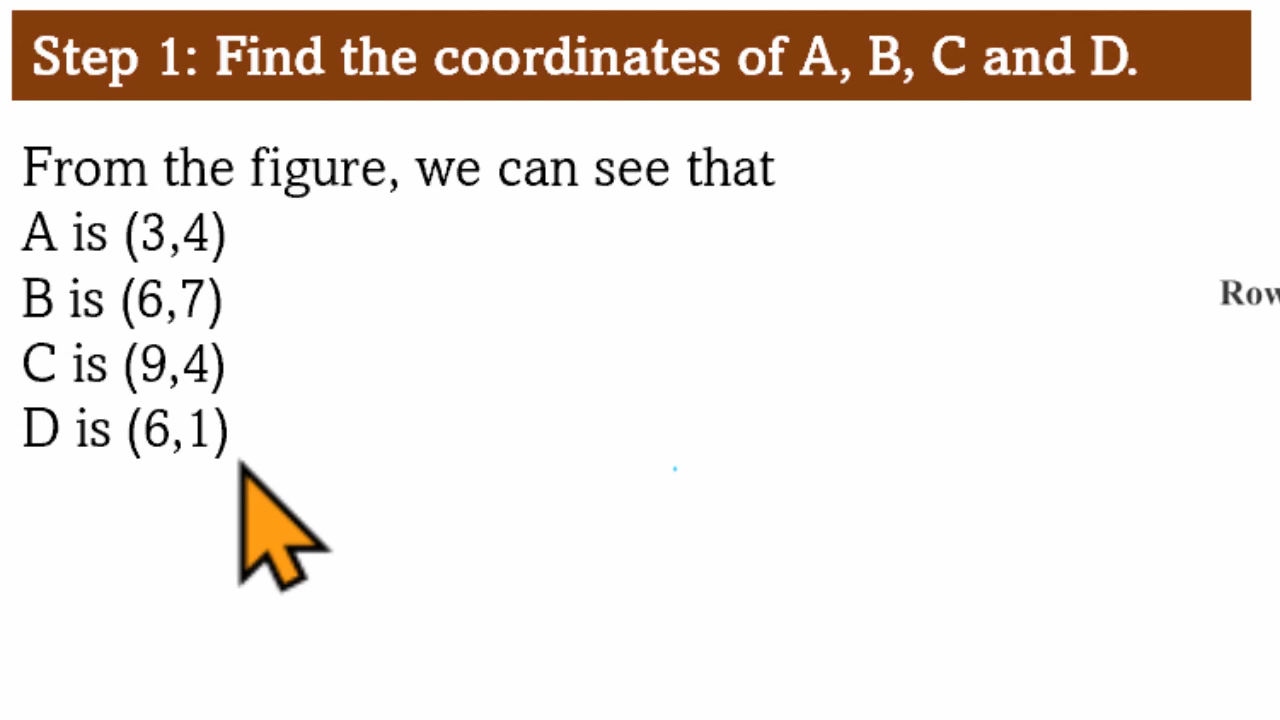 Step 1: Find the coordinates of A, B, C and D.
From the figure, we can see that
A is (3,4)
B is (6,7)
Row
C is (9,4)
D is (6,1)